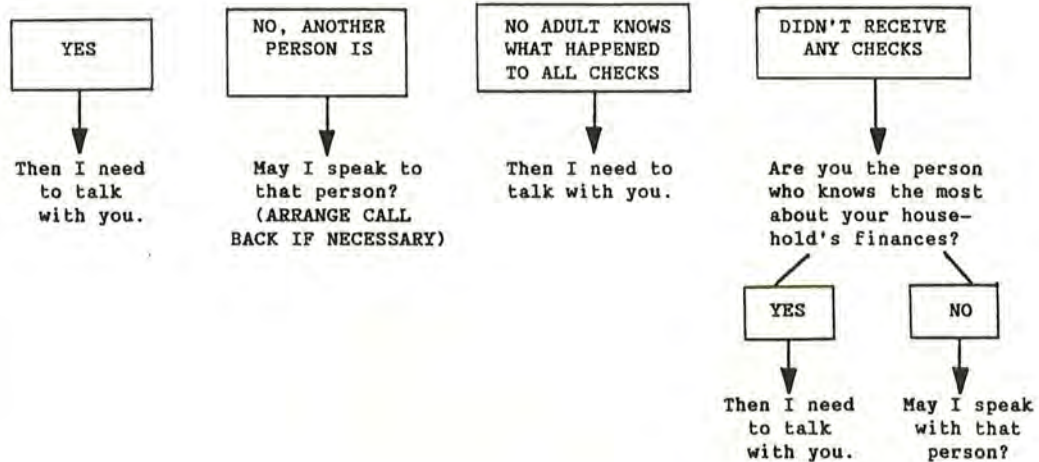 YES
NO, ANOTHER
PERSON IS
NO ADULT KNOWS
WHAT HAPPENED
TO ALL CHECKS
DIDN'T RECEIVE
ANY CHECKS
Then I need
to talk
with you.
May I speak to
that person?
(ARRANGE CALL
BACK IF NECESSARY)
Then I need to
talk with you.
Are you the person
who knows the most
about your house-
hold's finances?
YES
NO
Then I need
to talk
with you.
May I speak
with that
person?